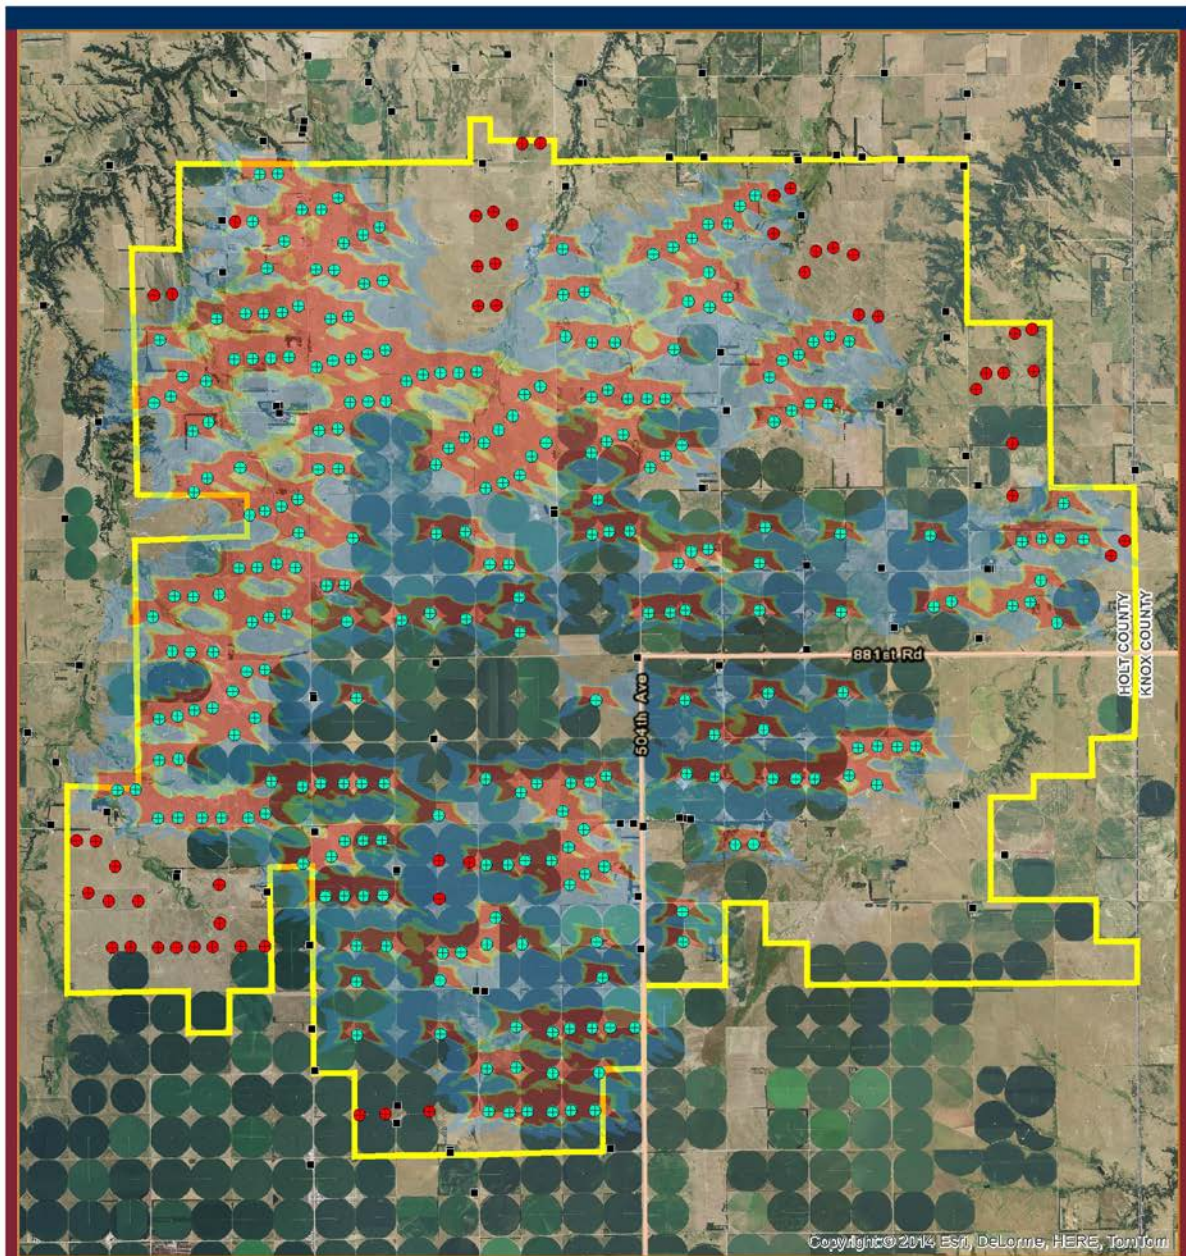 HOLT COUNTY
KNOX COUNTY
881st Rd
504th Ave
Copyright:© 2014 Esri, DeLorme, HERE, TomTom